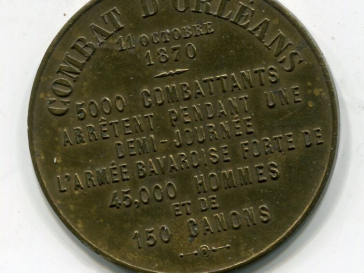 COMBAT D'ORLÉANS
11 OCTOBRE
1870
5000 COMBATTANTS
ARRÊTENT PENDANT UNE
DEMI-JOURNÉE
L'ARMÉE BAVAROISE FORTE DE
45,000 HOMMES
ET DE
150 CANONS